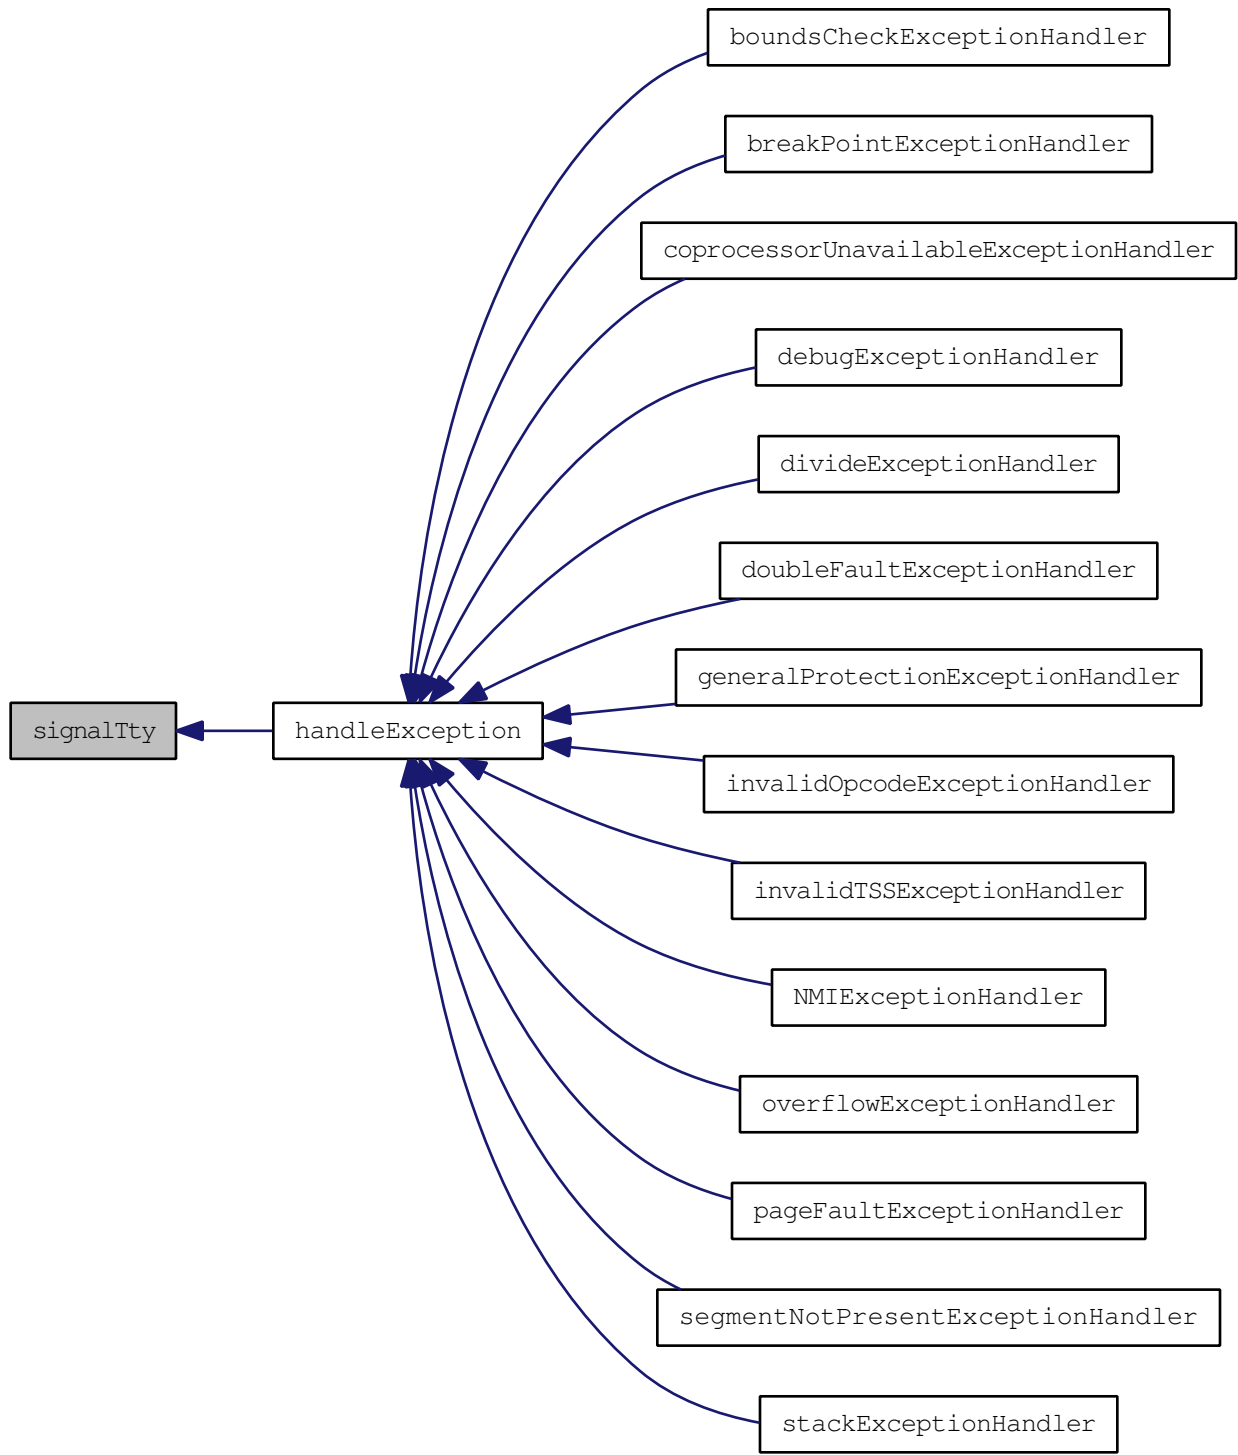 boundsCheckExceptionHandler
breakPointExceptionHandler
coprocessorUnavailableExceptionHandler
debugExceptionHandler
divideExceptionHandler
doubleFaultExceptionHandler
generalProtectionExceptionHandler
signalTty
handleException
invalidOpcodeExceptionHandler
invalidTSSExceptionHandler
NMIExceptionHandler
overflowExceptionHandler
pageFaultExceptionHandler
segmentNotPresentExceptionHandler
stackExceptionHandler